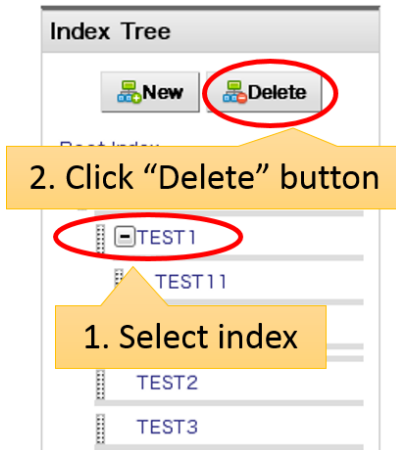 Index Tree
New
Delete
2. Click “Delete” button
TEST1
TEST11
1. Select index
TEST2
TEST3